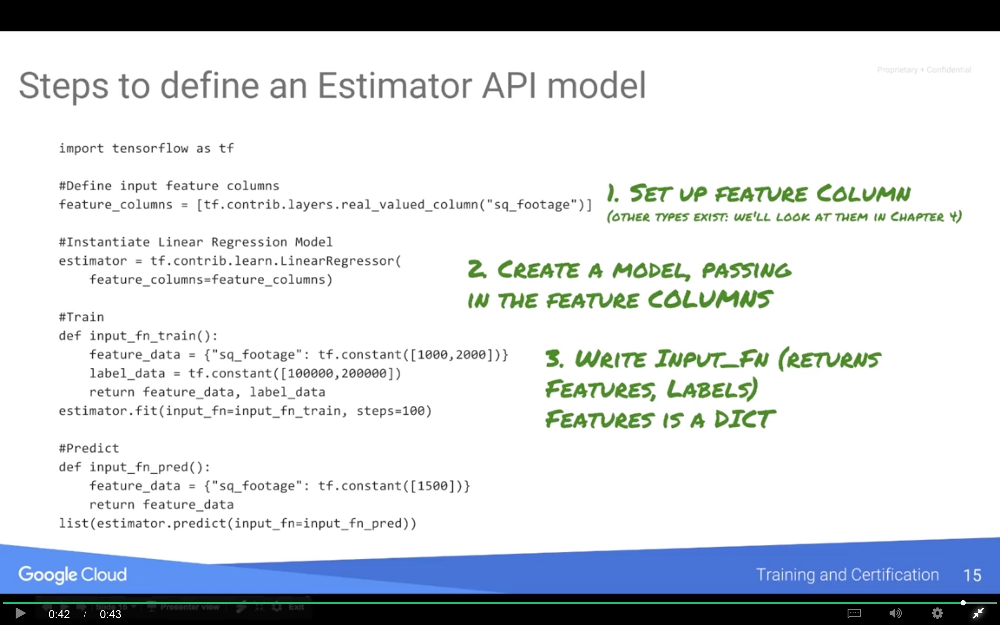 Proprietary + Confidential
Steps to define an Estimator API model
import tensorflow as tf
#Define input feature columns
feature_columns = [tf.contrib.layers.real_valued_column("sq_footage")]
1. SET UP FEATURE COLUMN
(OTHER TYPES EXIST: WE'LL LOOK AT THEM IN CHAPTER 4)
#Instantiate Linear Regression Model
estimator = tf.contrib.learn.LinearRegressor(
    feature_columns=feature_columns)
2. CREATE A MODEL, PASSING
IN THE FEATURE COLUMNS
#Train
def input_fn_train():
    feature_data = {"sq_footage": tf.constant([1000,2000])}
    label_data = tf.constant([100000,200000])
    return feature_data, label_data
estimator.fit(input_fn=input_fn_train, steps=100)
3. WRITE INPUT_FN (RETURNS
FEATURES, LABELS)
FEATURES IS A DICT
#Predict
def input_fn_pred():
    feature_data = {"sq_footage": tf.constant([1500])}
    return feature_data
list(estimator.predict(input_fn=input_fn_pred))
Google Cloud
Training and Certification 15
Slide 15 Presenter view Exit
0:42 / 0:43